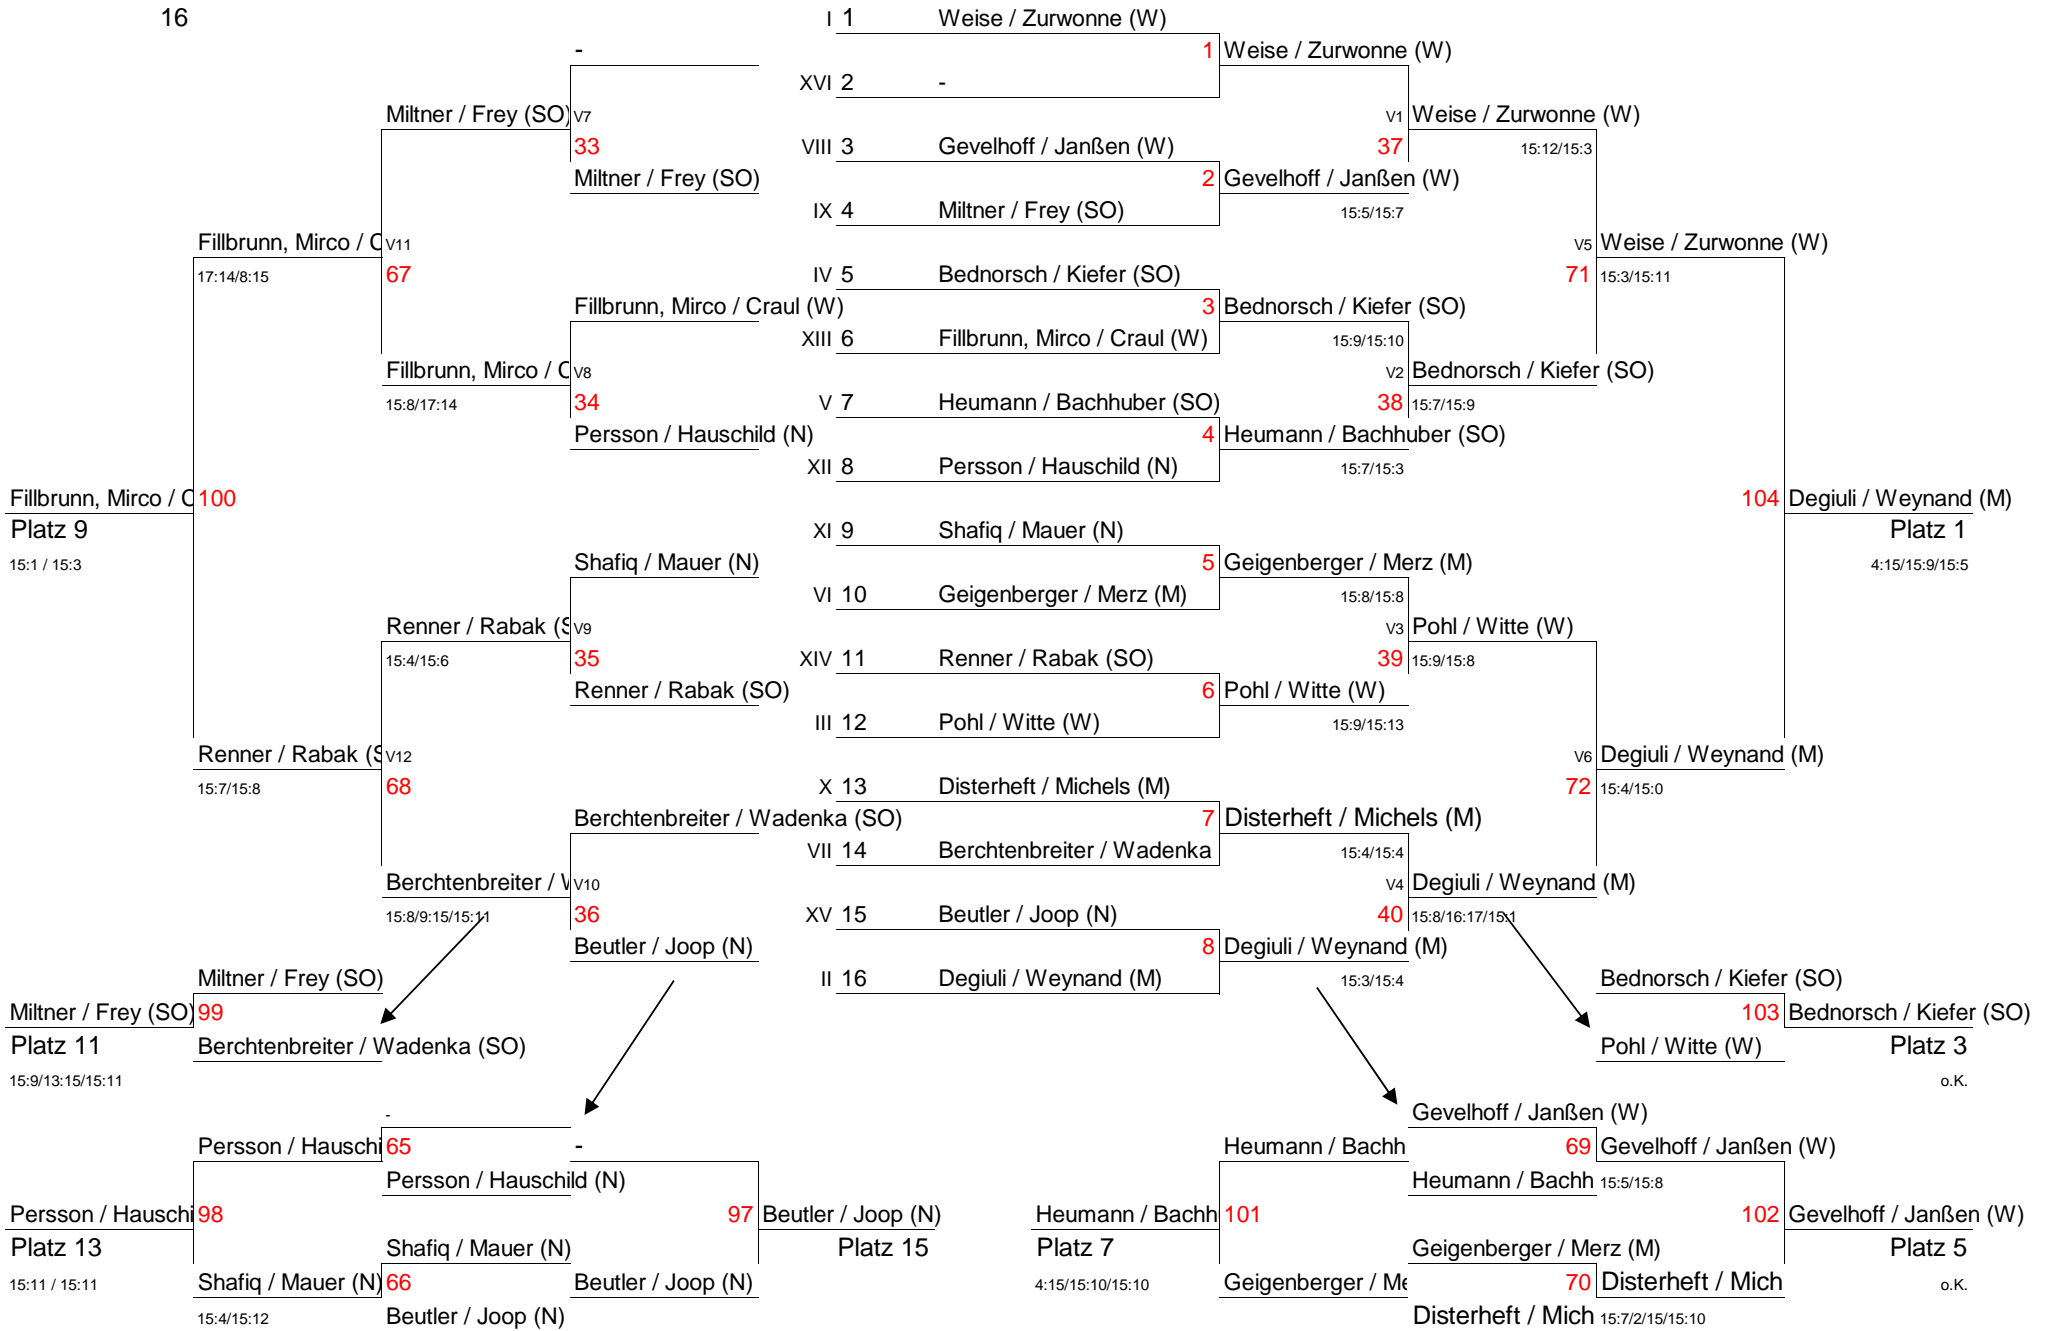 16
I 1 Weise / Zurwonne (W)
- 1 Weise / Zurwonne (W)
XVI 2 -
Miltner / Frey (SO) V7 V1 Weise / Zurwonne (W)
33 VIII 3 Gevelhoff / Janßen (W) 37 15:12/15:3
Miltner / Frey (SO) 2 Gevelhoff / Janßen (W)
IX 4 Miltner / Frey (SO) 15:5/15:7
Fillbrunn, Mirco / C V11 V5 Weise / Zurwonne (W)
17:14/8:15 67 IV 5 Bednorsch / Kiefer (SO) 71 15:3/15:11
Fillbrunn, Mirco / Craul (W) 3 Bednorsch / Kiefer (SO)
XIII 6 Fillbrunn, Mirco / Craul (W) 15:9/15:10
Fillbrunn, Mirco / C V8 V2 Bednorsch / Kiefer (SO)
15:8/17:14 34 V 7 Heumann / Bachhuber (SO) 38 15:7/15:9
Persson / Hauschild (N) 4 Heumann / Bachhuber (SO)
XII 8 Persson / Hauschild (N) 15:7/15:3
Fillbrunn, Mirco / C 100 104 Degiuli / Weynand (M)
Platz 9 XI 9 Shafiq / Mauer (N) Platz 1
15:1 / 15:3 Shafiq / Mauer (N) 5 Geigenberger / Merz (M) 4:15/15:9/15:5
VI 10 Geigenberger / Merz (M) 15:8/15:8
Renner / Rabak (S V9 V3 Pohl / Witte (W)
15:4/15:6 35 XIV 11 Renner / Rabak (SO) 39 15:9/15:8
Renner / Rabak (SO) 6 Pohl / Witte (W)
III 12 Pohl / Witte (W) 15:9/15:13
Renner / Rabak (S V12 V6 Degiuli / Weynand (M)
15:7/15:8 68 X 13 Disterheft / Michels (M) 72 15:4/15:0
Berchtenbreiter / Wadenka (SO) 7 Disterheft / Michels (M)
VII 14 Berchtenbreiter / Wadenka 15:4/15:4
Berchtenbreiter / W V10 V4 Degiuli / Weynand (M)
15:8/9:15/15:11 36 XV 15 Beutler / Joop (N) 40 15:8/16:17/15:1
Beutler / Joop (N) 8 Degiuli / Weynand (M)
Miltner / Frey (SO) II 16 Degiuli / Weynand (M) 15:3/15:4 Bednorsch / Kiefer (SO)
Miltner / Frey (SO) 99 103 Bednorsch / Kiefer (SO)
Platz 11 Berchtenbreiter / Wadenka (SO) Pohl / Witte (W) Platz 3
15:9/13:15/15:11 o.K.
- Gevelhoff / Janßen (W)
Persson / Hauschi 65 - Heumann / Bachh 69 Gevelhoff / Janßen (W)
Persson / Hauschild (N) Heumann / Bachh 15:5/15:8
Persson / Hauschi 98 97 Beutler / Joop (N) Heumann / Bachh 101 102 Gevelhoff / Janßen (W)
Platz 13 Shafiq / Mauer (N) Platz 15 Platz 7 Geigenberger / Merz (M) Platz 5
15:11 / 15:11 Shafiq / Mauer (N) 66 Beutler / Joop (N) 4:15/15:10/15:10 Geigenberger / Me 70 Disterheft / Mich o.K.
15:4/15:12 Beutler / Joop (N) Disterheft / Mich 15:7/2/15/15:10